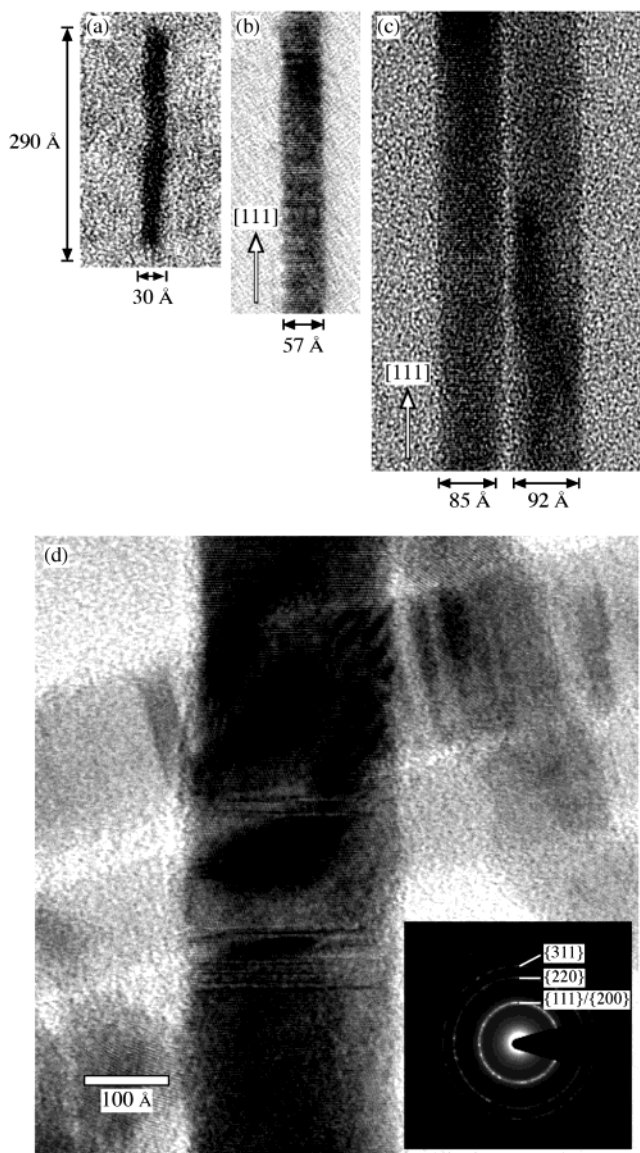 (a)
(b)
(c)
290 Å
[111]
30 Å
57 Å
[111]
85 Å
92 Å
(d)
{311}
{220}
{111}/{200}
100 Å